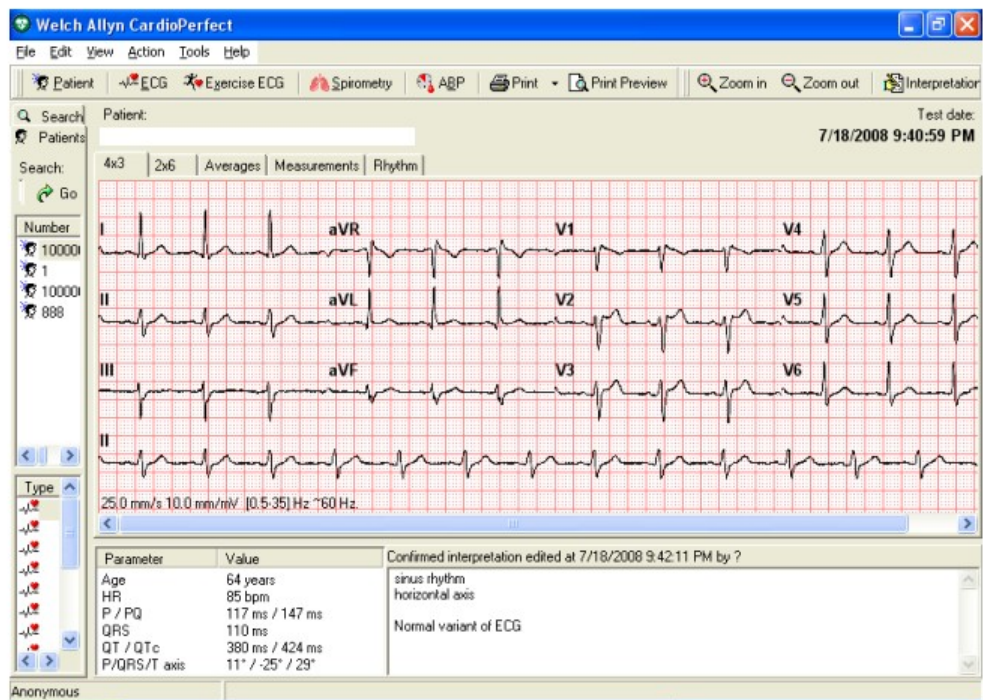 Welch Allyn CardioPerfect
File Edit View Action Tools Help
Patient ECG Exercise ECG Spirometry ABP Print Print Preview Zoom in Zoom out Interpretation
Search
Patients
Search:
Go
Number
10000
1
10000
888
Type
Patient:
Test date:
7/18/2008 9:40:59 PM
4x3 2x6 Averages Measurements Rhythm
I aVR V1 V4
II aVL V2 V5
III aVF V3 V6
II
25.0 mm/s 10.0 mm/mV [0.5-35] Hz ~60 Hz.
Parameter Value
Age 64 years
HR 85 bpm
P / PQ 117 ms / 147 ms
QRS 110 ms
QT / QTc 380 ms / 424 ms
P/QRS/T axis 11° / -25° / 29°
Confirmed interpretation edited at 7/18/2008 9:42:11 PM by ?
sinus rhythm
horizontal axis
Normal variant of ECG
Anonymous